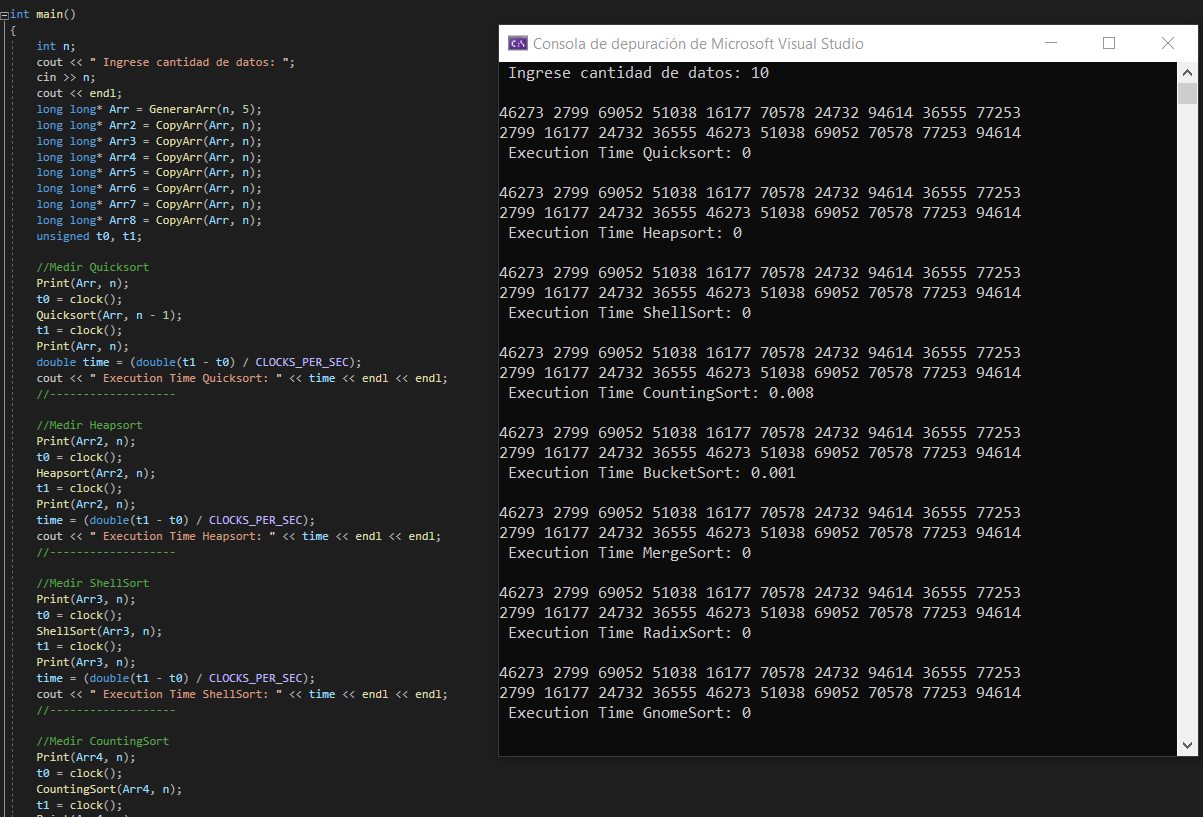 int main()
{
int n;
cout << " Ingrese cantidad de datos: ";
cin >> n;
cout << endl;
long long* Arr = GenerarArr(n, 5);
long long* Arr2 = CopyArr(Arr, n);
long long* Arr3 = CopyArr(Arr, n);
long long* Arr4 = CopyArr(Arr, n);
long long* Arr5 = CopyArr(Arr, n);
long long* Arr6 = CopyArr(Arr, n);
long long* Arr7 = CopyArr(Arr, n);
long long* Arr8 = CopyArr(Arr, n);
unsigned t0, t1;
//Medir Quicksort
Print(Arr, n);
t0 = clock();
Quicksort(Arr, n - 1);
t1 = clock();
Print(Arr, n);
double time = (double(t1 - t0) / CLOCKS_PER_SEC);
cout << " Execution Time Quicksort: " << time << endl << endl;
//-------------------
//Medir Heapsort
Print(Arr2, n);
t0 = clock();
Heapsort(Arr2, n);
t1 = clock();
Print(Arr2, n);
time = (double(t1 - t0) / CLOCKS_PER_SEC);
cout << " Execution Time Heapsort: " << time << endl << endl;
//-------------------
//Medir ShellSort
Print(Arr3, n);
t0 = clock();
ShellSort(Arr3, n);
t1 = clock();
Print(Arr3, n);
time = (double(t1 - t0) / CLOCKS_PER_SEC);
cout << " Execution Time ShellSort: " << time << endl << endl;
//-------------------
//Medir CountingSort
Print(Arr4, n);
t0 = clock();
CountingSort(Arr4, n);
t1 = clock();
C:\ Consola de depuración de Microsoft Visual Studio
Ingrese cantidad de datos: 10
46273 2799 69052 51038 16177 70578 24732 94614 36555 77253
2799 16177 24732 36555 46273 51038 69052 70578 77253 94614
Execution Time Quicksort: 0
46273 2799 69052 51038 16177 70578 24732 94614 36555 77253
2799 16177 24732 36555 46273 51038 69052 70578 77253 94614
Execution Time Heapsort: 0
46273 2799 69052 51038 16177 70578 24732 94614 36555 77253
2799 16177 24732 36555 46273 51038 69052 70578 77253 94614
Execution Time ShellSort: 0
46273 2799 69052 51038 16177 70578 24732 94614 36555 77253
2799 16177 24732 36555 46273 51038 69052 70578 77253 94614
Execution Time CountingSort: 0.008
46273 2799 69052 51038 16177 70578 24732 94614 36555 77253
2799 16177 24732 36555 46273 51038 69052 70578 77253 94614
Execution Time BucketSort: 0.001
46273 2799 69052 51038 16177 70578 24732 94614 36555 77253
2799 16177 24732 36555 46273 51038 69052 70578 77253 94614
Execution Time MergeSort: 0
46273 2799 69052 51038 16177 70578 24732 94614 36555 77253
2799 16177 24732 36555 46273 51038 69052 70578 77253 94614
Execution Time RadixSort: 0
46273 2799 69052 51038 16177 70578 24732 94614 36555 77253
2799 16177 24732 36555 46273 51038 69052 70578 77253 94614
Execution Time GnomeSort: 0